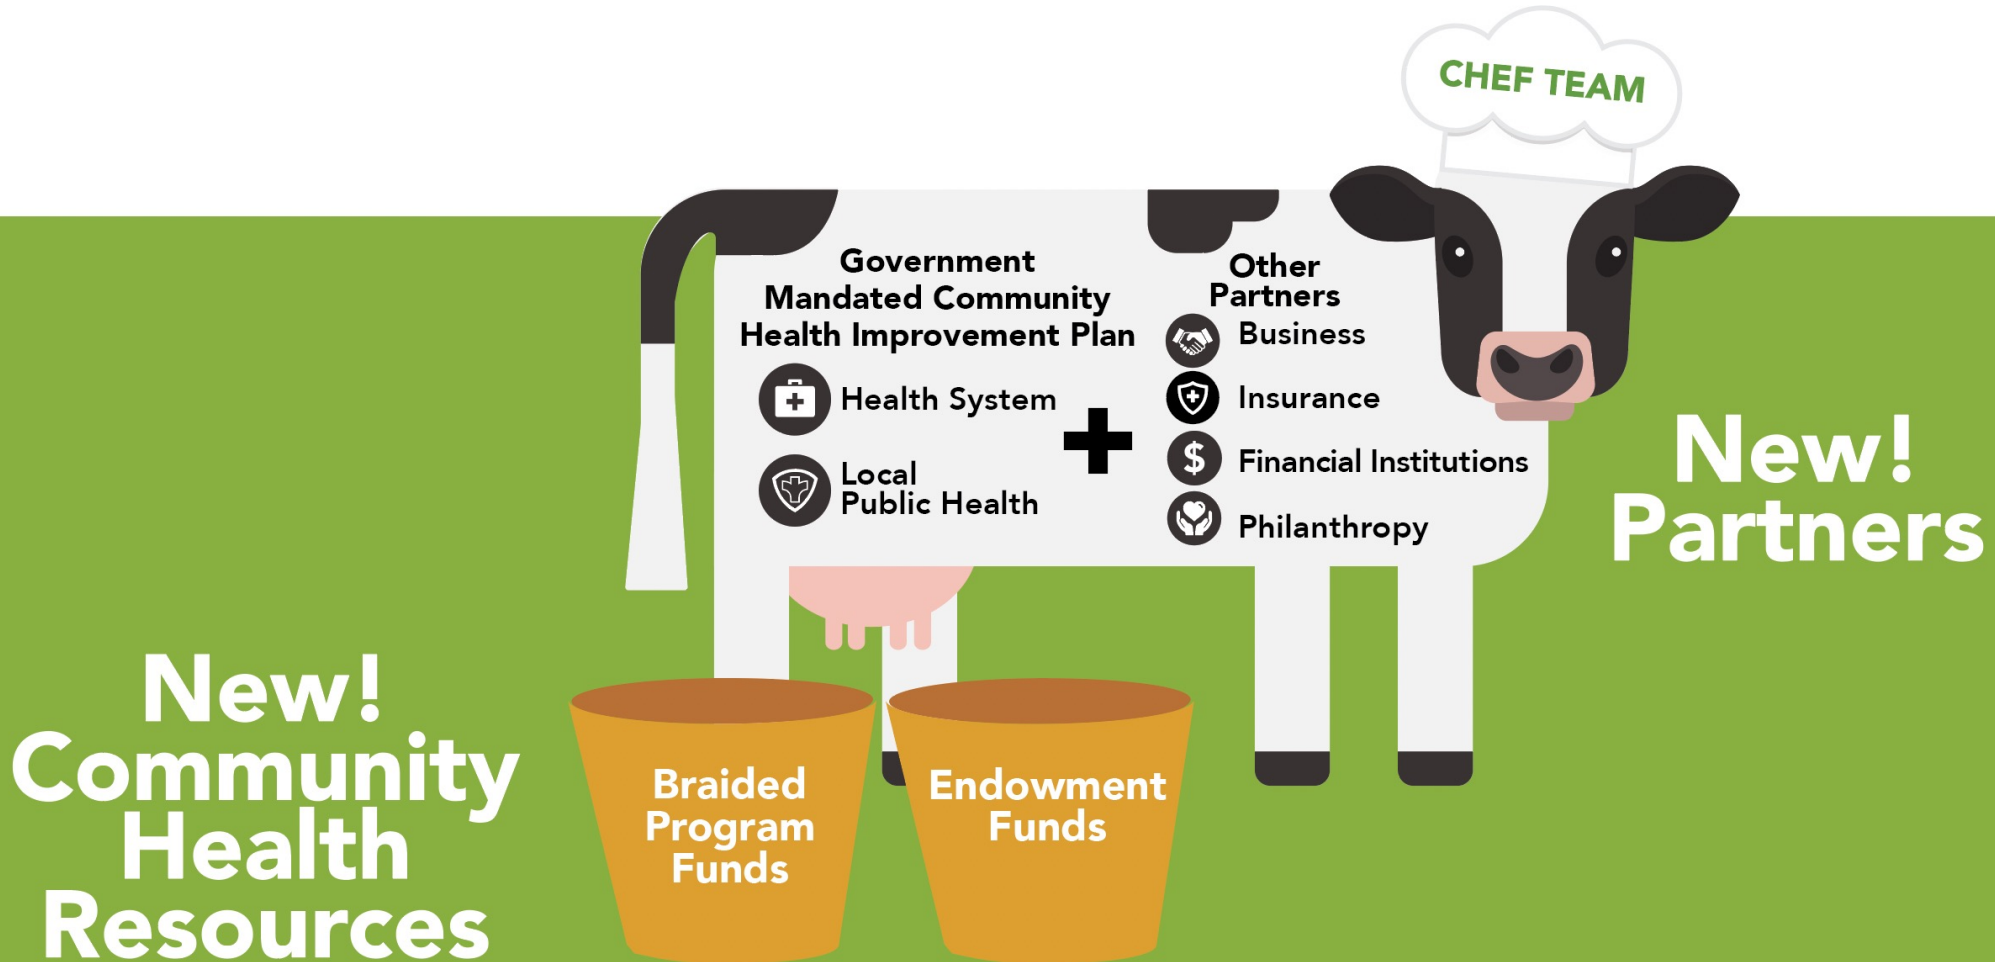 CHEF TEAM
Government
Mandated Community
Health Improvement Plan
Health System
Local
Public Health
Other
Partners
Business
Insurance
$
Financial Institutions
Philanthropy
New!
Partners
New!
Community
Health
Resources
Braided
Program
Funds
Endowment
Funds